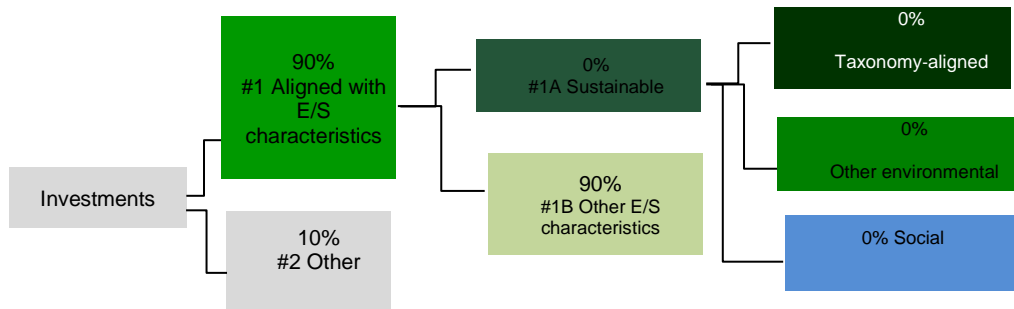 Investments
90%
#1 Aligned with
E/S
characteristics
10%
#2 Other
0%
#1A Sustainable
90%
#1B Other E/S
characteristics
0%
Taxonomy-aligned
0%
Other environmental
0% Social